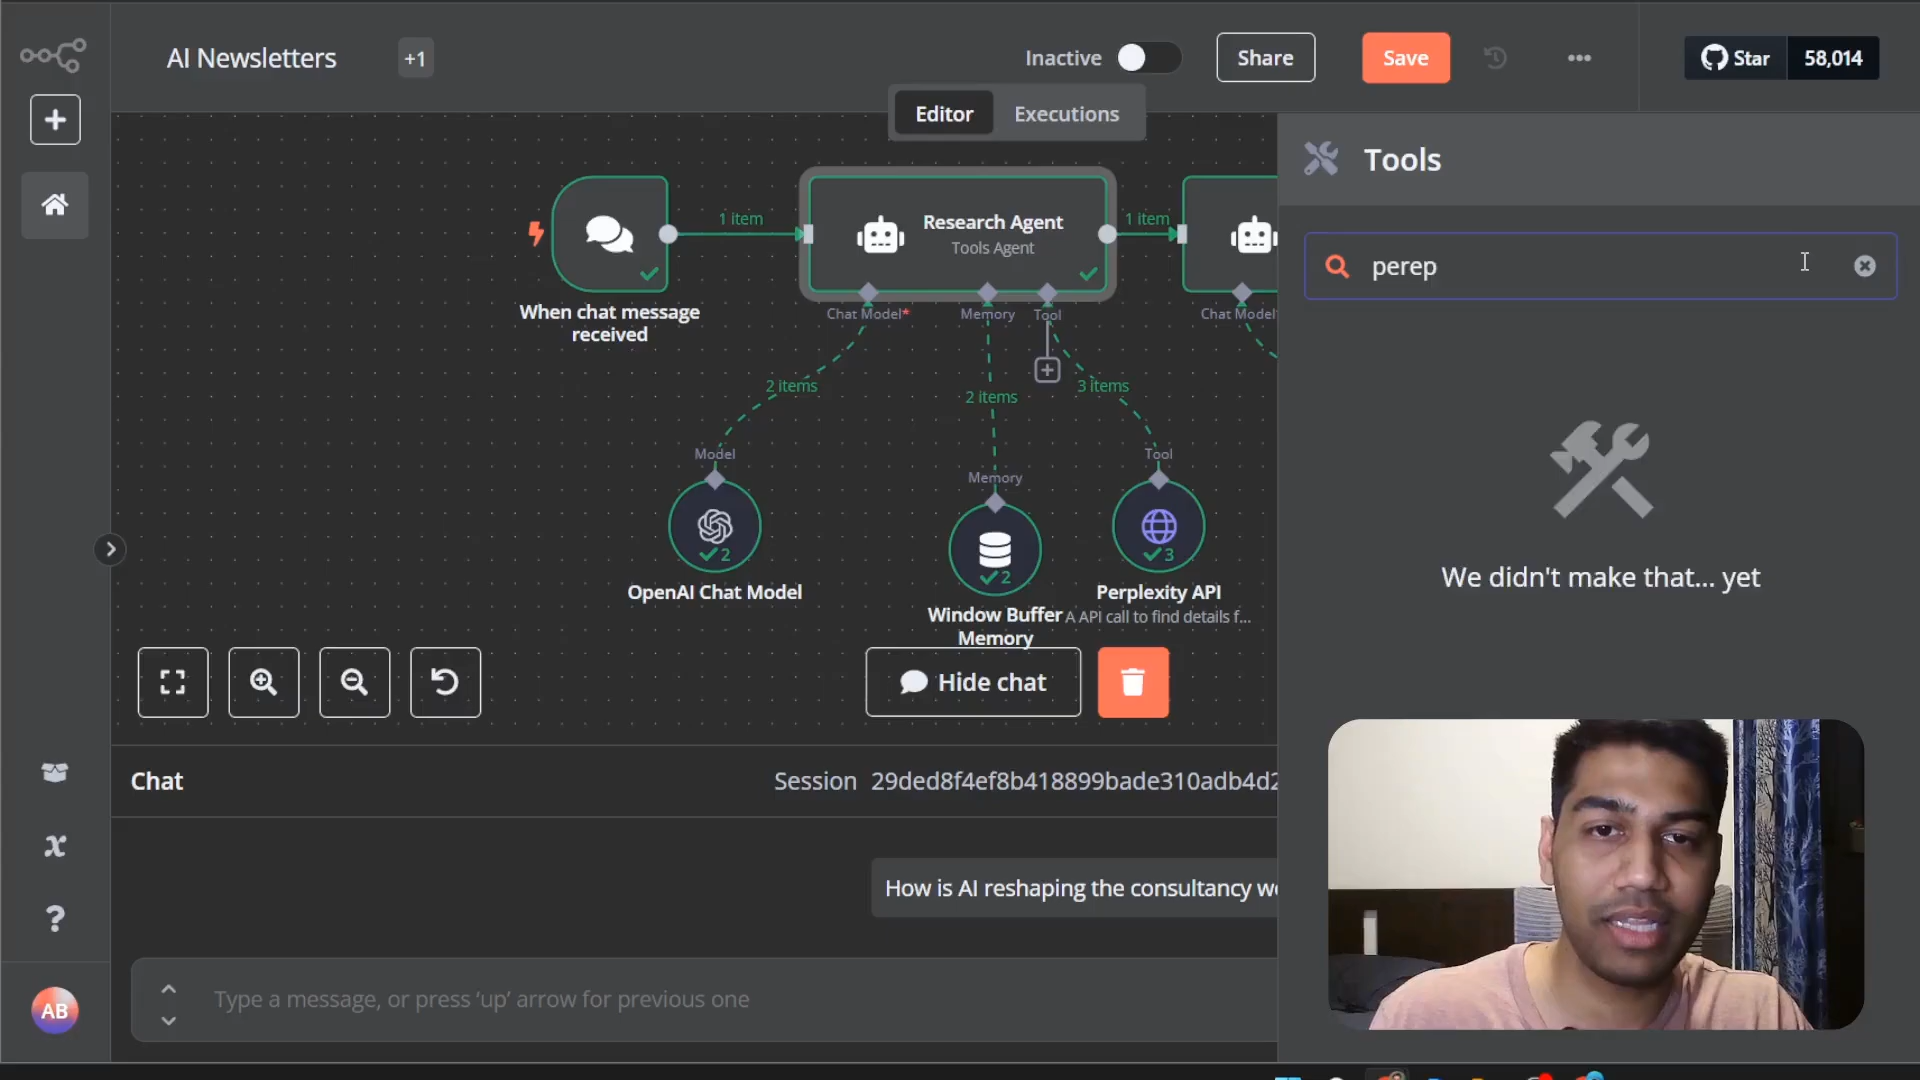 AI Newsletters
+1
Inactive
Share
Save
Star
58,014
Editor
Executions
Tools
perep
We didn't make that... yet
1 item
Research Agent
Tools Agent
1 item
When chat message
received
Chat Model*
Memory
Tool
Chat Model
2 items
2 items
3 items
Model
Memory
Tool
2
2
3
OpenAI Chat Model
Window Buffer
Memory
Perplexity API
A API call to find details f...
Hide chat
Chat
Session 29ded8f4ef8b418899bade310adb4d2
How is AI reshaping the consultancy
Type a message, or press ‘up’ arrow for previous one
AB